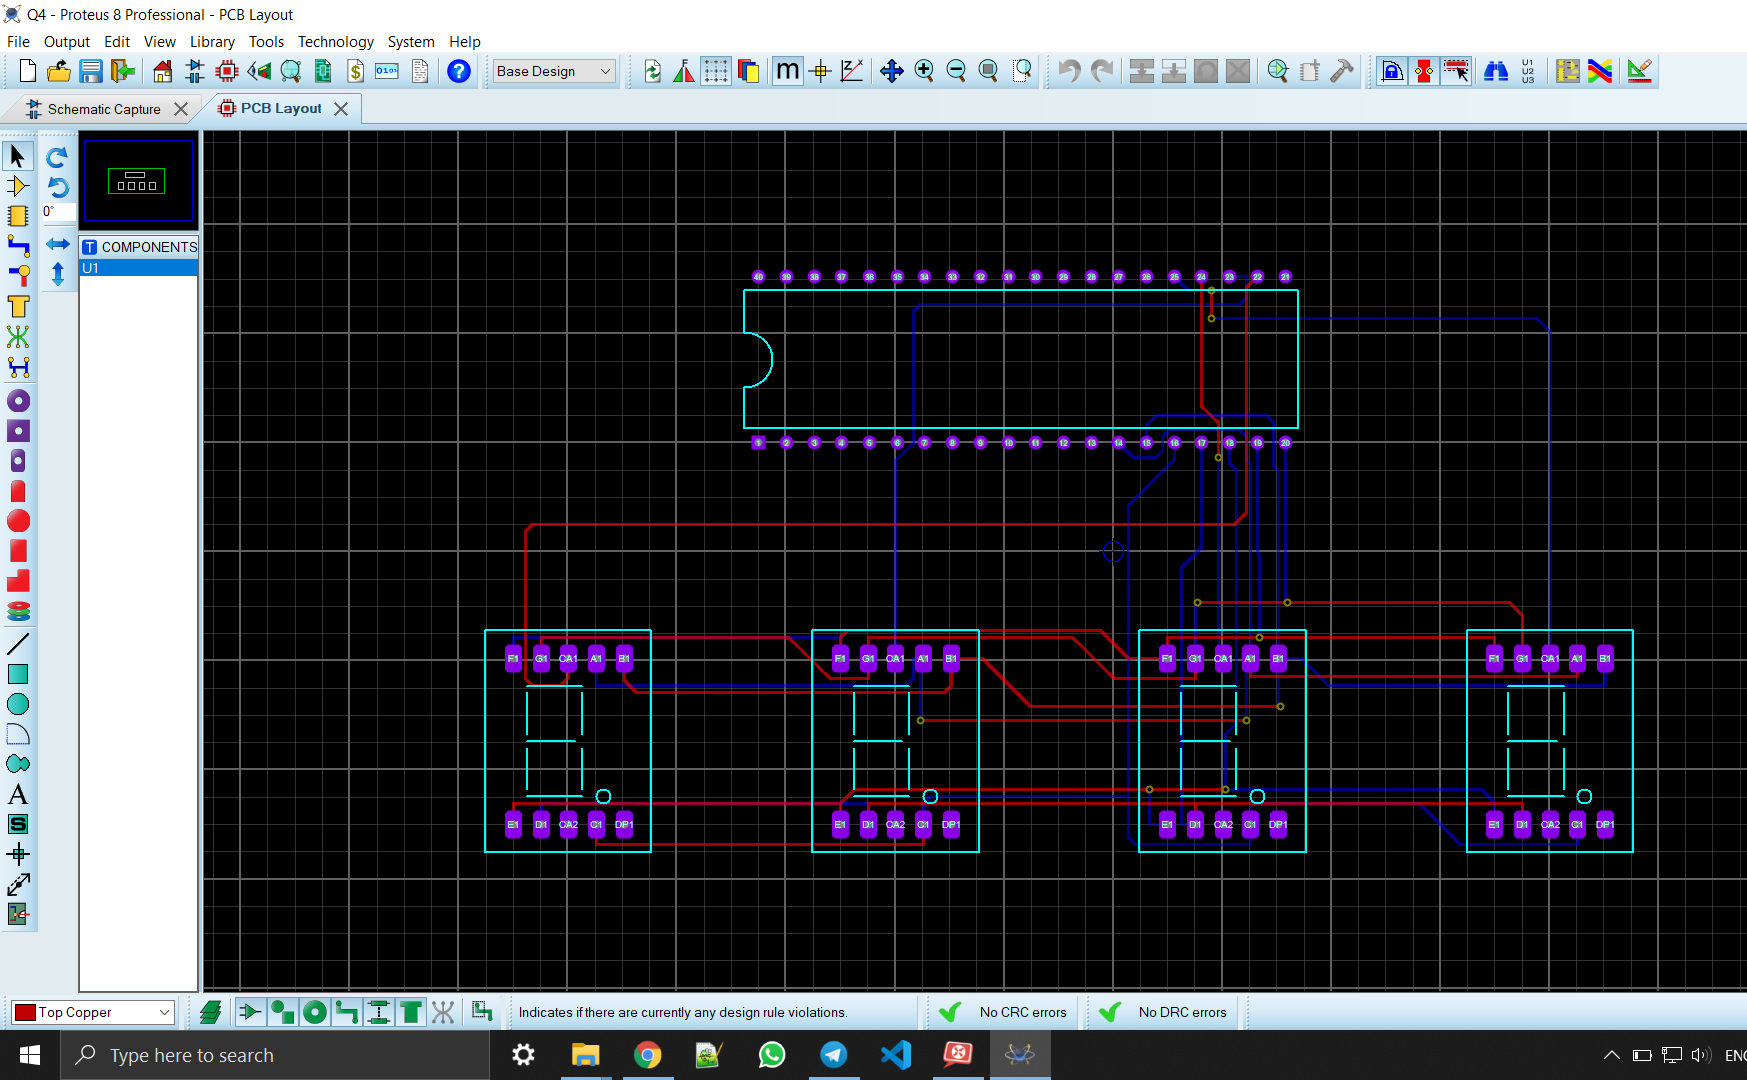 Q4 - Proteus 8 Professional - PCB Layout
File Output Edit View Library Tools Technology System Help
Base Design
Schematic Capture PCB Layout
0°
T COMPONENTS
U1
40 39 38 37 36 35 34 33 32 31 30 29 28 27 26 25 24 23 22 21
1 2 3 4 5 6 7 8 9 10 11 12 13 14 15 16 17 18 19 20
F1 G1 CA1 A1 B1 F1 G1 CA1 A1 B1 F1 G1 CA1 A1 B1 F1 G1 CA1 A1 B1
E1 D1 CA2 C1 DP1 E1 D1 CA2 C1 DP1 E1 D1 CA2 C1 DP1 E1 D1 CA2 C1 DP1
Top Copper Indicates if there are currently any design rule violations. No CRC errors No DRC errors
Type here to search ENG